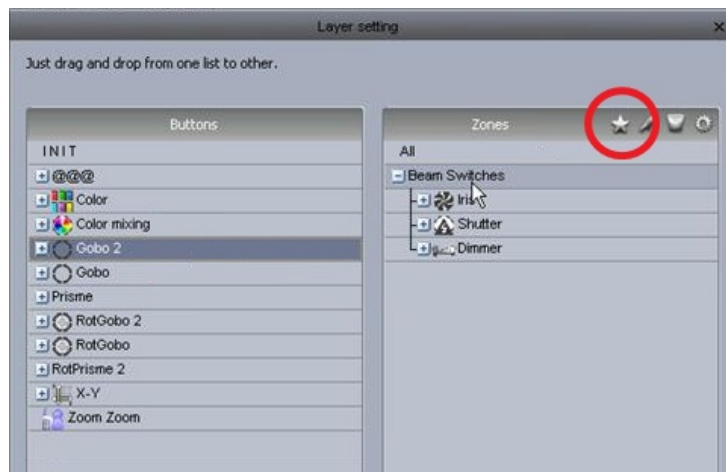 Layer setting
Just drag and drop from one list to other.
Buttons
INIT
@@@
Color
Color mixing
Gobo 2
Gobo
Prisme
RotGobo 2
RotGobo
RotPrisme 2
X-Y
Zoom Zoom
Zones
All
Beam Switches
Iris
Shutter
Dimmer